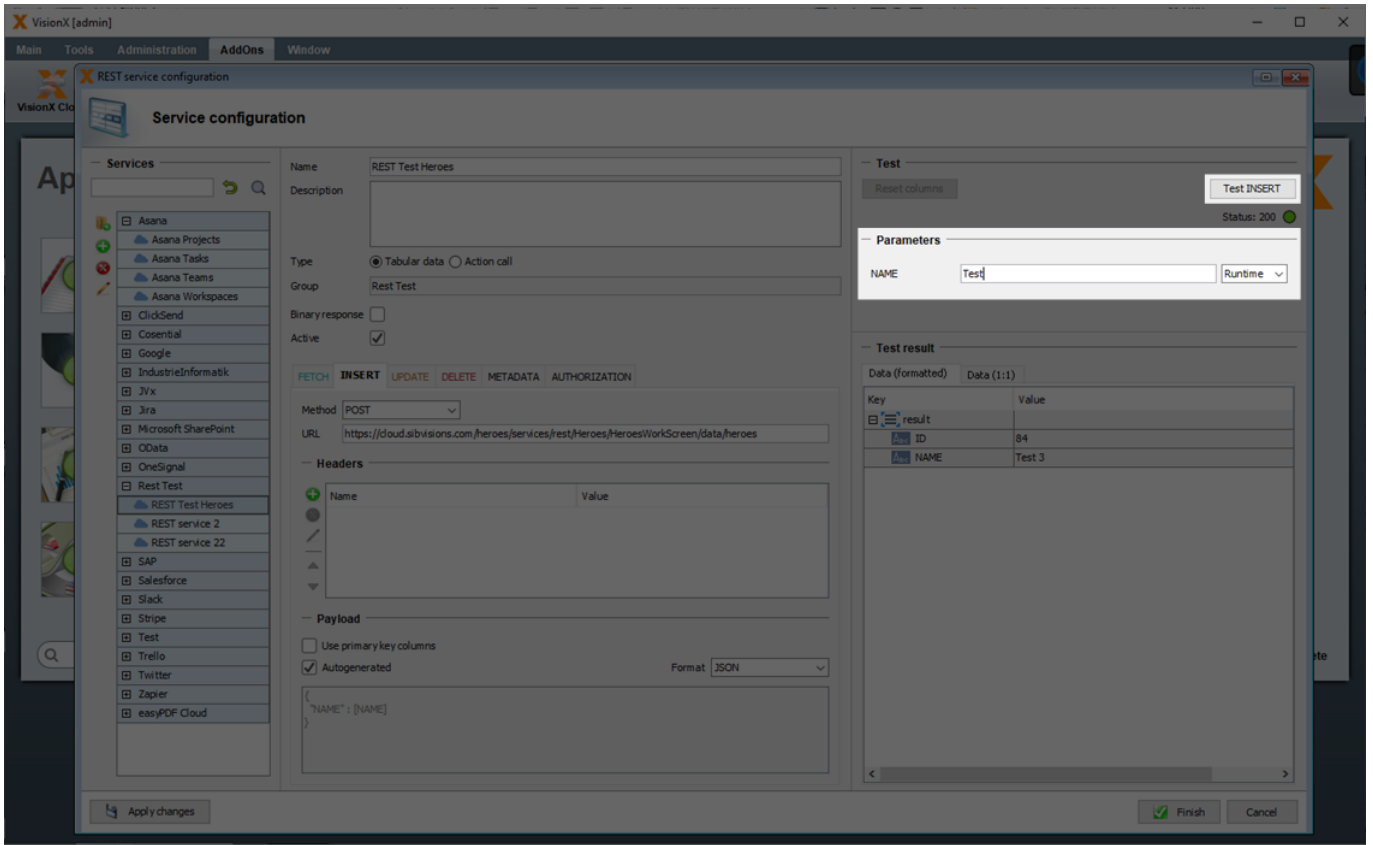 VisionX [admin]
Main Tools Administration AddOns Window
REST service configuration
VisionX Clo
Service configuration
Ap
Services
Asana
Asana Projects
Asana Tasks
Asana Teams
Asana Workspaces
ClickSend
Cosential
Google
IndustrieInformatik
JVx
Jira
Microsoft SharePoint
OData
OneSignal
Rest Test
REST Test Heroes
REST service 2
REST service 22
SAP
Salesforce
Slack
Stripe
Test
Trello
Twitter
Zapier
easyPDF Cloud
Name REST Test Heroes
Description
Type Tabular data Action call
Group Rest Test
Binary response
Active
FETCH INSERT UPDATE DELETE METADATA AUTHORIZATION
Method POST
URL https://cloud.sibvisions.com/heroes/services/rest/Heroes/HeroesWorkScreen/data/heroes
Headers
Name Value
Payload
Use primary key columns
Autogenerated Format JSON
{
"NAME" : [NAME]
}
Test
Reset columns Test INSERT
Status: 200
Parameters
NAME Test Runtime
Test result
Data (formatted) Data (1:1)
Key Value
result
ID 84
NAME Test 3
Apply changes Finish Cancel
ete